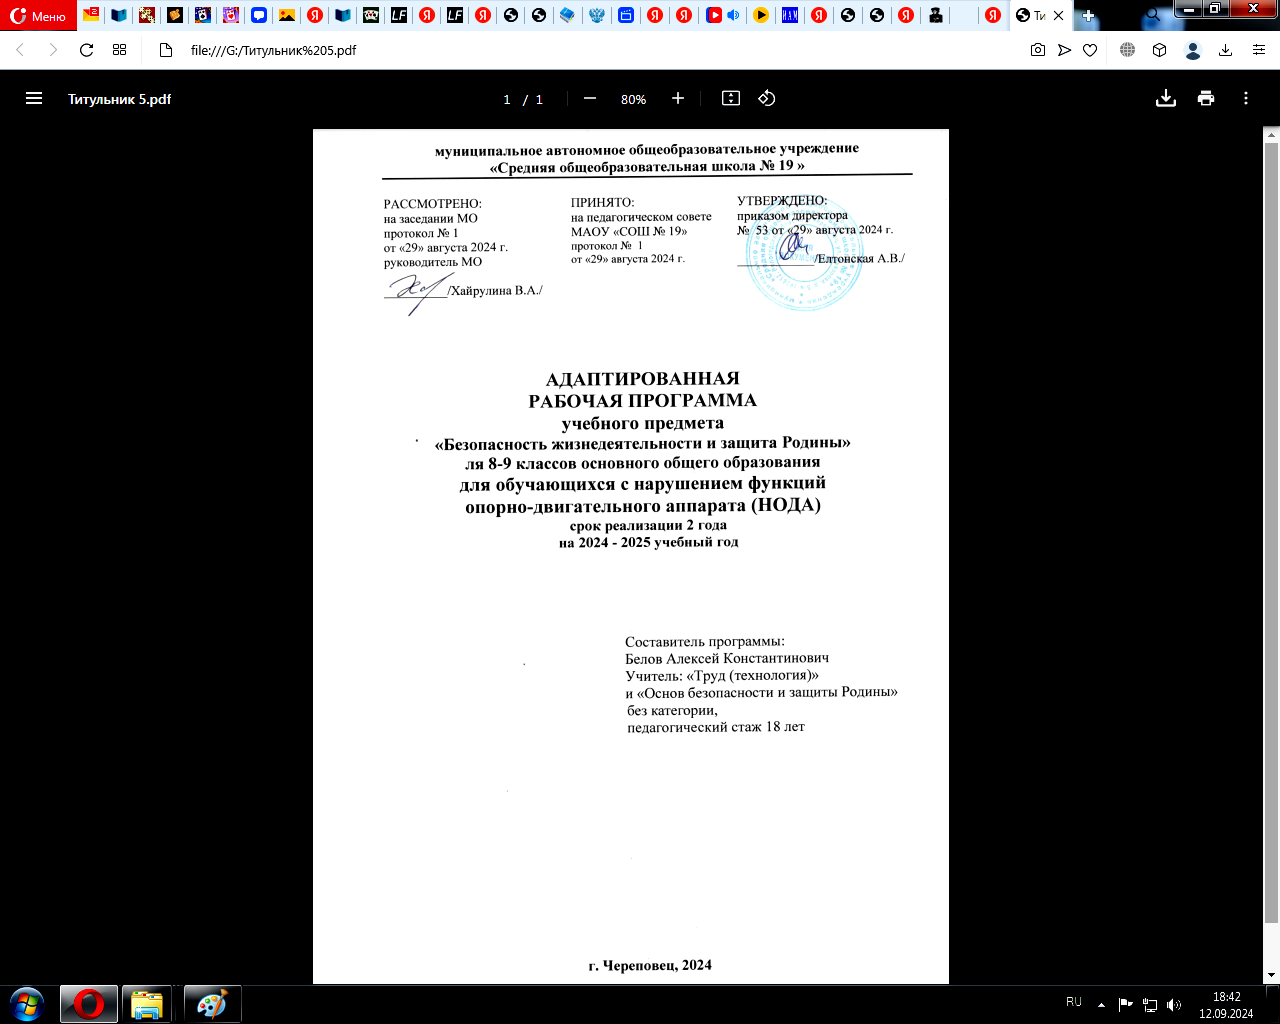 Меню
Ти
file:///G:/Титульник%205.pdf
Титульник 5.pdf
1 / 1
80%
муниципальное автономное общеобразовательное учреждение
«Средняя общеобразовательная школа № 19 »
РАССМОТРЕНО:
на заседании МО
протокол № 1
от «29» августа 2024 г.
руководитель МО
/Хайрулина В.А./
ПРИНЯТО:
на педагогическом совете
МАОУ «СОШ № 19»
протокол № 1
от «29» августа 2024 г.
УТВЕРЖДЕНО:
приказом директора
№ 53 от «29» августа 2024 г.
/Елтонская А.В./
АДАПТИРОВАННАЯ
РАБОЧАЯ ПРОГРАММА
учебного предмета
«Безопасность жизнедеятельности и защита Родины»
ля 8-9 классов основного общего образования
для обучающихся с нарушением функций
опорно-двигательного аппарата (НОДА)
срок реализации 2 года
на 2024 - 2025 учебный год
Составитель программы:
Белов Алексей Константинович
Учитель: «Труд (технология)»
и «Основ безопасности и защиты Родины»
без категории,
педагогический стаж 18 лет
г. Череповец, 2024
RU
18:42
12.09.2024